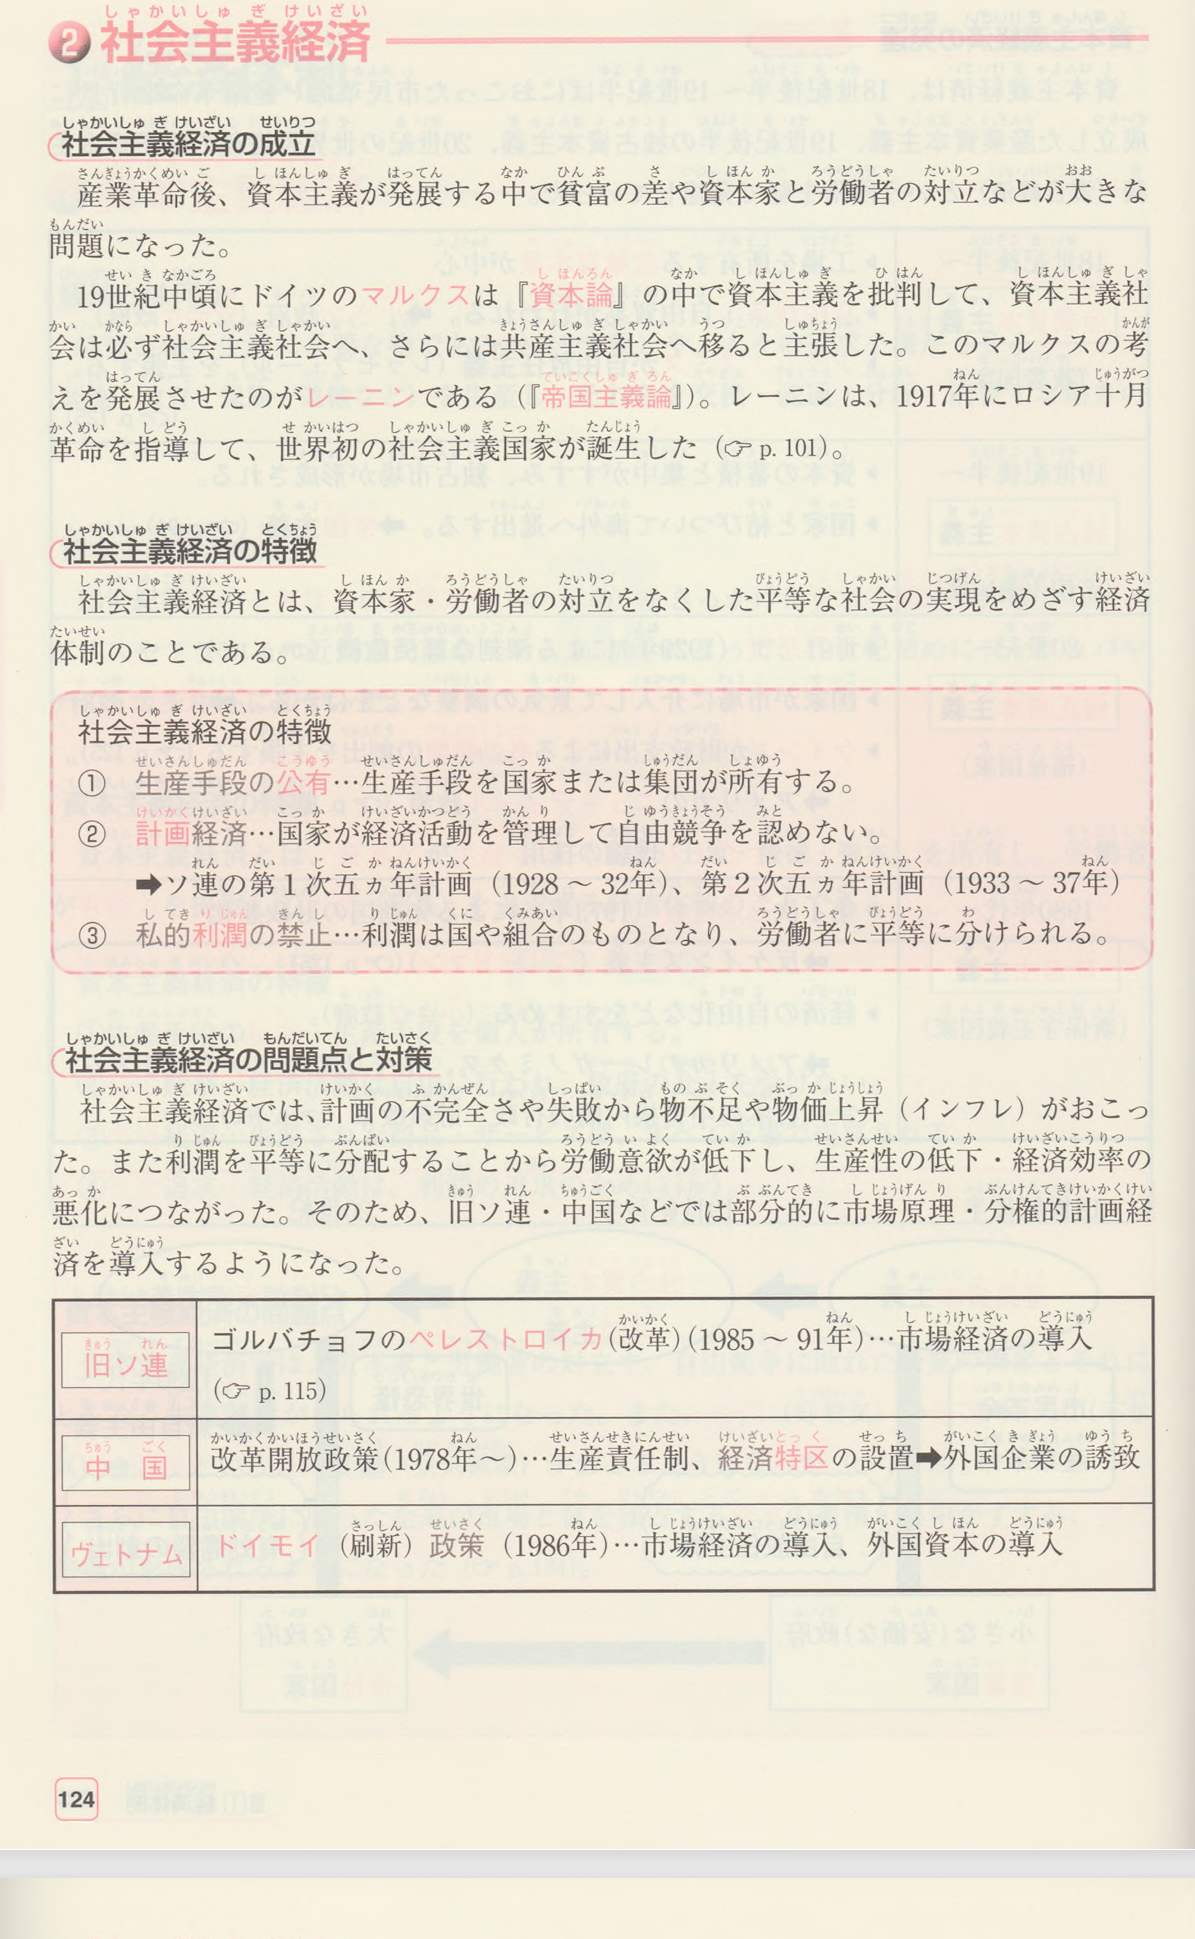 ② 社会主義経済
社会主義経済の成立
産業革命後、資本主義が発展する中で貧富の差や資本家と労働者の対立などが大きな
問題になった。
19世紀中頃にドイツのマルクスは『資本論』の中で資本主義を批判して、資本主義社
会は必ず社会主義社会へ、さらには共産主義社会へ移ると主張した。このマルクスの考
えを発展させたのがレーニンである（『帝国主義論』）。レーニンは、1917年にロシア十月
革命を指導して、世界初の社会主義国家が誕生した（☞ p. 101）。
社会主義経済の特徴
社会主義経済とは、資本家・労働者の対立をなくした平等な社会の実現をめざす経済
体制のことである。
社会主義経済の特徴
① 生産手段の公有…生産手段を国家または集団が所有する。
② 計画経済…国家が経済活動を管理して自由競争を認めない。
➡ソ連の第１次五ヵ年計画（1928 ～ 32年）、第２次五ヵ年計画（1933 ～ 37年）
③ 私的利潤の禁止…利潤は国や組合のものとなり、労働者に平等に分けられる。
社会主義経済の問題点と対策
社会主義経済では、計画の不完全さや失敗から物不足や物価上昇（インフレ）がおこっ
た。また利潤を平等に分配することから労働意欲が低下し、生産性の低下・経済効率の
悪化につながった。そのため、旧ソ連・中国などでは部分的に市場原理・分権的計画経
済を導入するようになった。
旧ソ連 ゴルバチョフのペレストロイカ(改革)(1985 ～ 91年)…市場経済の導入
（☞ p. 115）
中国 改革開放政策(1978年～)…生産責任制、経済特区の設置➡外国企業の誘致
ヴェトナム ドイモイ（刷新）政策（1986年)…市場経済の導入、外国資本の導入
124